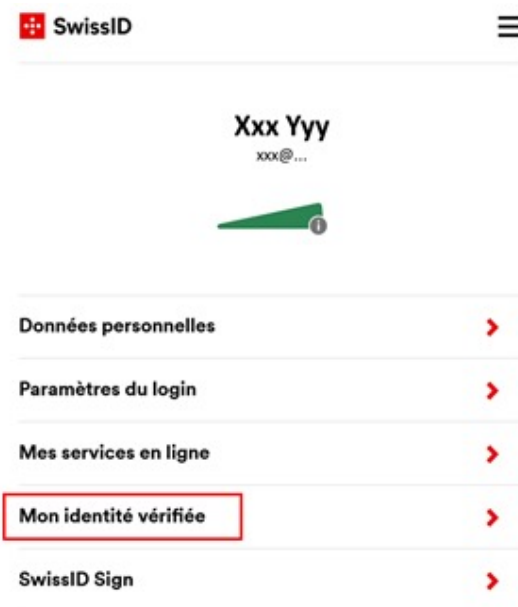 SwissID
Xxx Yyy
xxx@...
i
Données personnelles
Paramètres du login
Mes services en ligne
Mon identité vérifiée
SwissID Sign